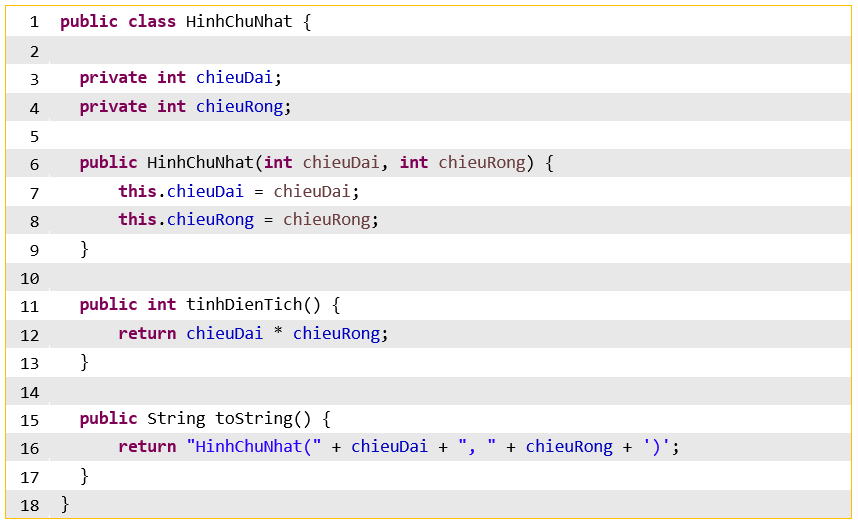 1 public class HinhChuNhat {
2
3   private int chieuDai;
4   private int chieuRong;
5
6   public HinhChuNhat(int chieuDai, int chieuRong) {
7       this.chieuDai = chieuDai;
8       this.chieuRong = chieuRong;
9   }
10
11   public int tinhDienTich() {
12       return chieuDai * chieuRong;
13   }
14
15   public String toString() {
16       return "HinhChuNhat(" + chieuDai + ", " + chieuRong + ')';
17   }
18 }